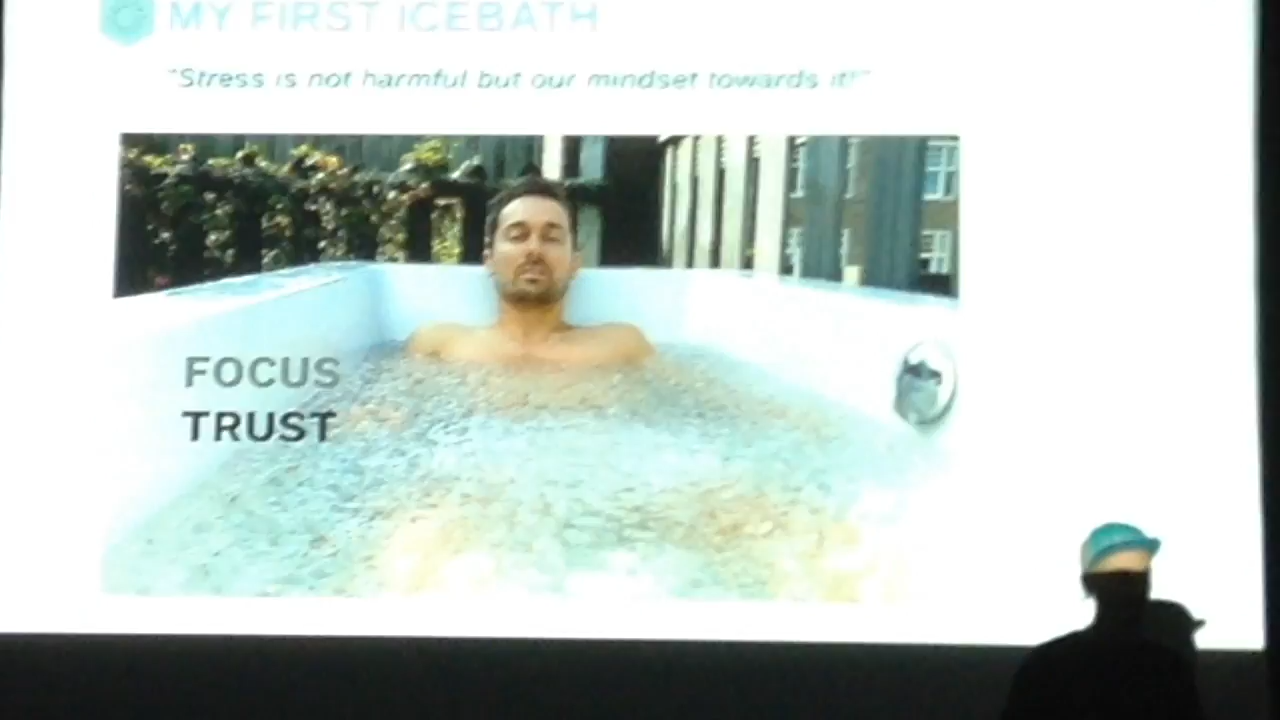 MY FIRST ICEBATH
"Stress is not harmful but our mindset towards it!"
FOCUS
TRUST